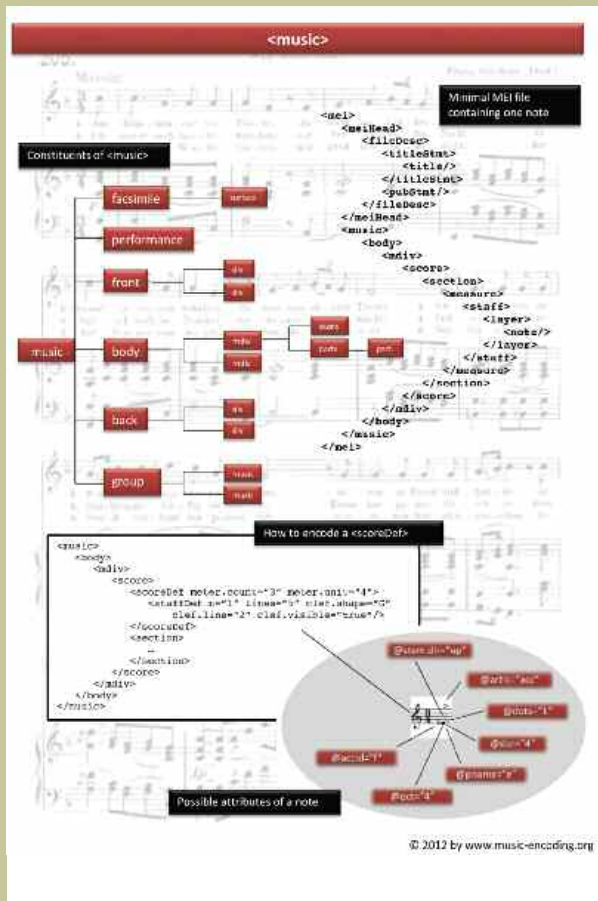 <music>
Minimal MEI file
containing one note
Constituents of <music>
<mei>
<meiHead>
<fileDesc>
<titleStmt>
<title/>
</titleStmt>
<pubStmt/>
</fileDesc>
</meiHead>
<music>
<body>
<mdiv>
<score>
<section>
<measure>
<staff>
<layer>
<note/>
</layer>
</staff>
</measure>
</section>
</score>
</mdiv>
</body>
</music>
</mei>
music
facsimile
surface
performance
front
div
div
body
mdiv
mdiv
score
parts
part
back
div
div
group
music
music
How to encode a <scoreDef>
<music>
<body>
<mdiv>
<score>
<scoreDef meter.count="3" meter.unit="4">
<staffDef n="1" lines="5" clef.shape="G"
clef.line="2" clef.visible="true"/>
</scoreDef>
<section>
…
</section>
</score>
</mdiv>
</body>
</music>
@stem.dir="up"
@artic="acc"
@dots="1"
@dur="4"
@pname="e"
@oct="4"
@accid="f"
Possible attributes of a note
© 2012 by www.music-encoding.org